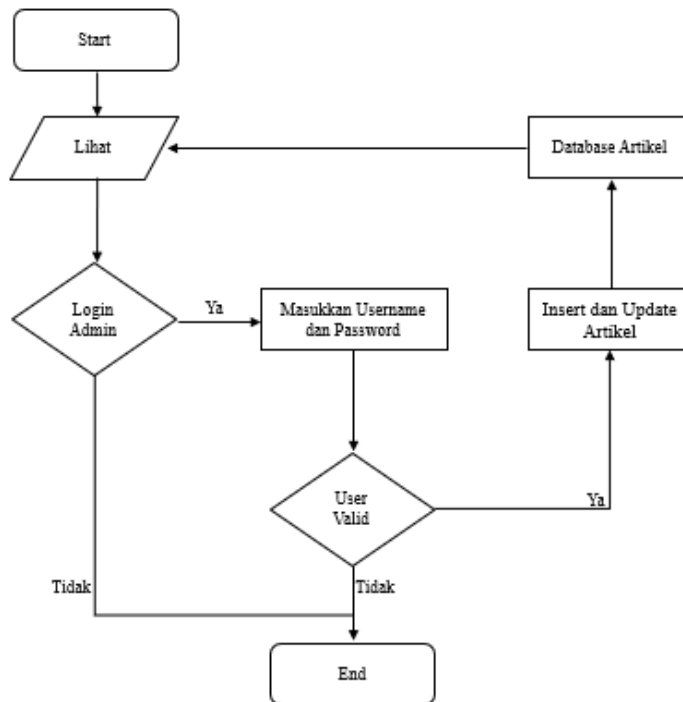 Start
Lihat
Database Artikel
Login
Admin
Ya
Masukkan Username
dan Password
Insert dan Update
Artikel
User
Valid
Ya
Tidak
Tidak
End